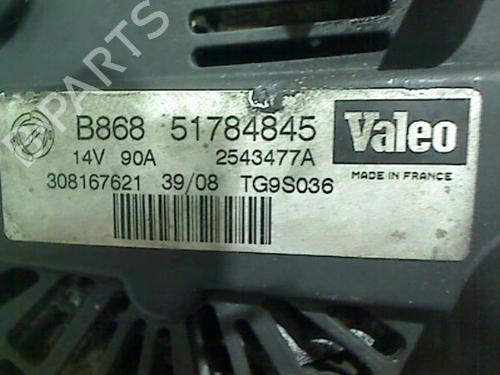 B PARTS
B868 51784845
14V 90A 2543477A
308167621 39/08 TG9S036
Valeo
MADE IN FRANCE